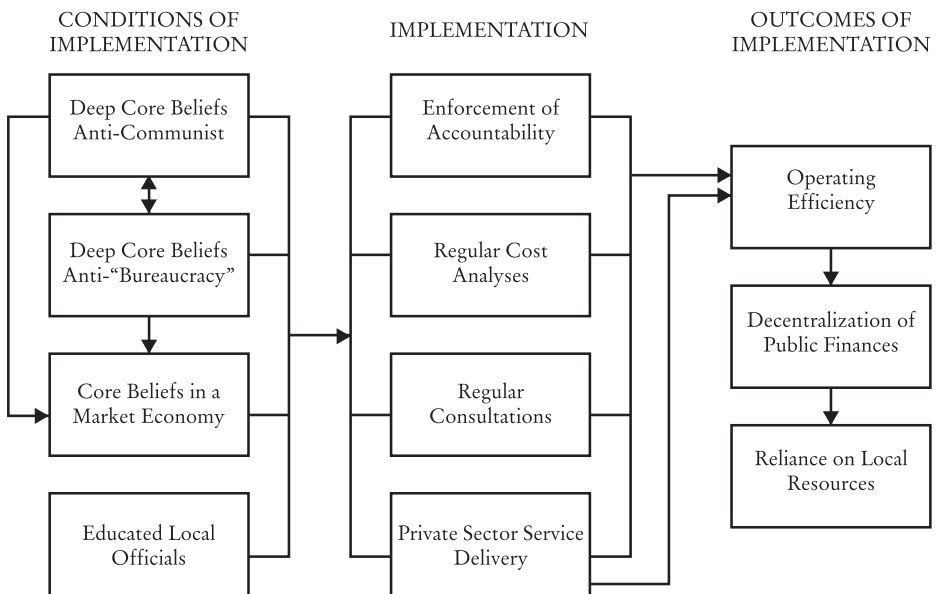 CONDITIONS OF
IMPLEMENTATION
Deep Core Beliefs
Anti-Communist
Deep Core Beliefs
Anti-“Bureaucracy”
Core Beliefs in a
Market Economy
Educated Local
Officials
IMPLEMENTATION
Enforcement of
Accountability
Regular Cost
Analyses
Regular
Consultations
Private Sector Service
Delivery
OUTCOMES OF
IMPLEMENTATION
Operating
Efficiency
Decentralization of
Public Finances
Reliance on Local
Resources